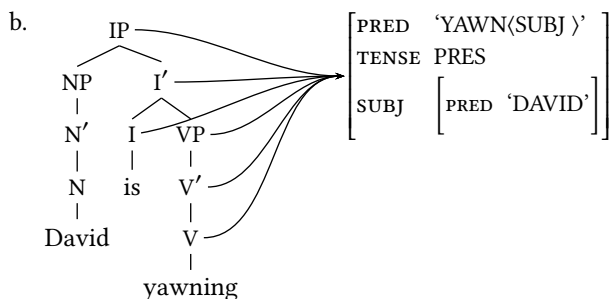 b.
IP
NP I′
N′ I VP
N is V′
David V
yawning
PRED ‘YAWN⟨SUBJ ⟩’
TENSE PRES
SUBJ [PRED ‘DAVID’]